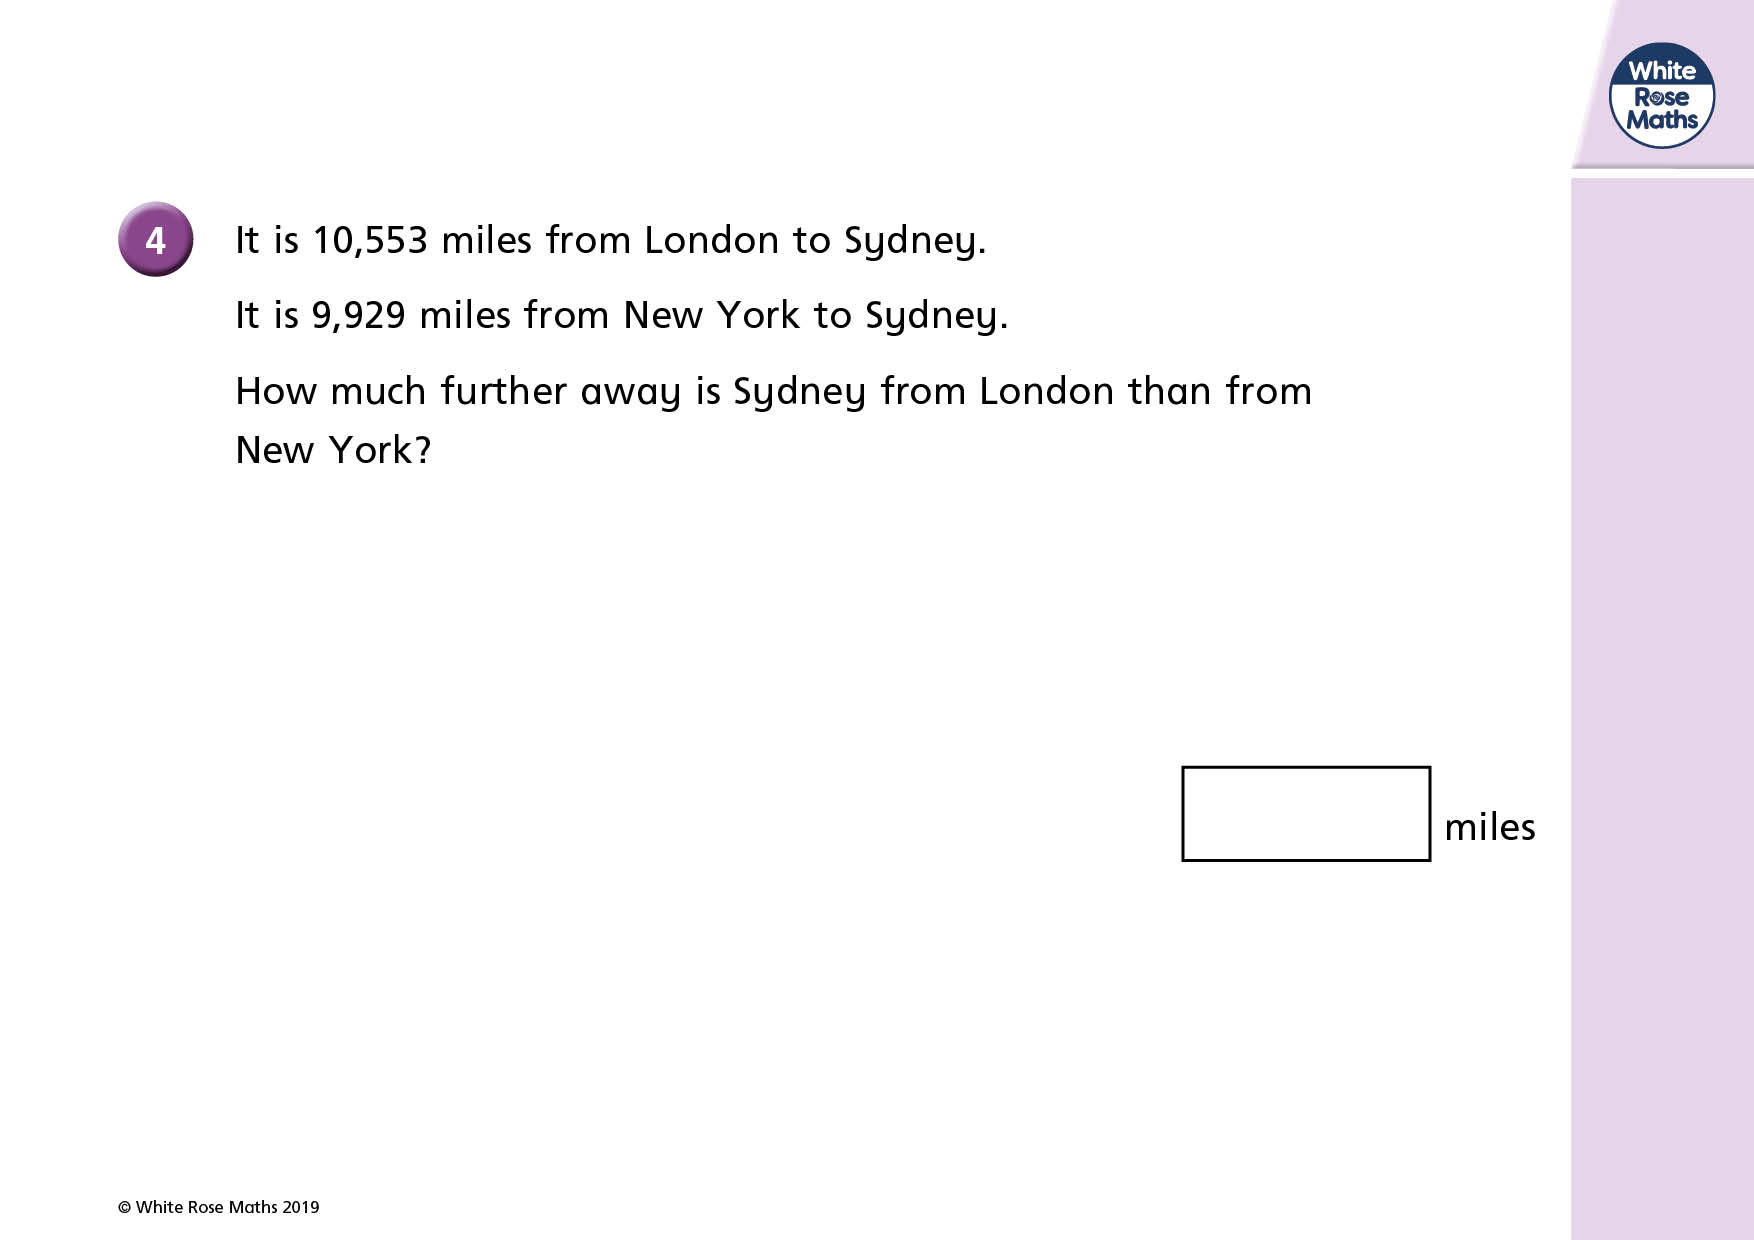 White
Rose
Maths
4 It is 10,553 miles from London to Sydney.
It is 9,929 miles from New York to Sydney.
How much further away is Sydney from London than from
New York?
miles
© White Rose Maths 2019